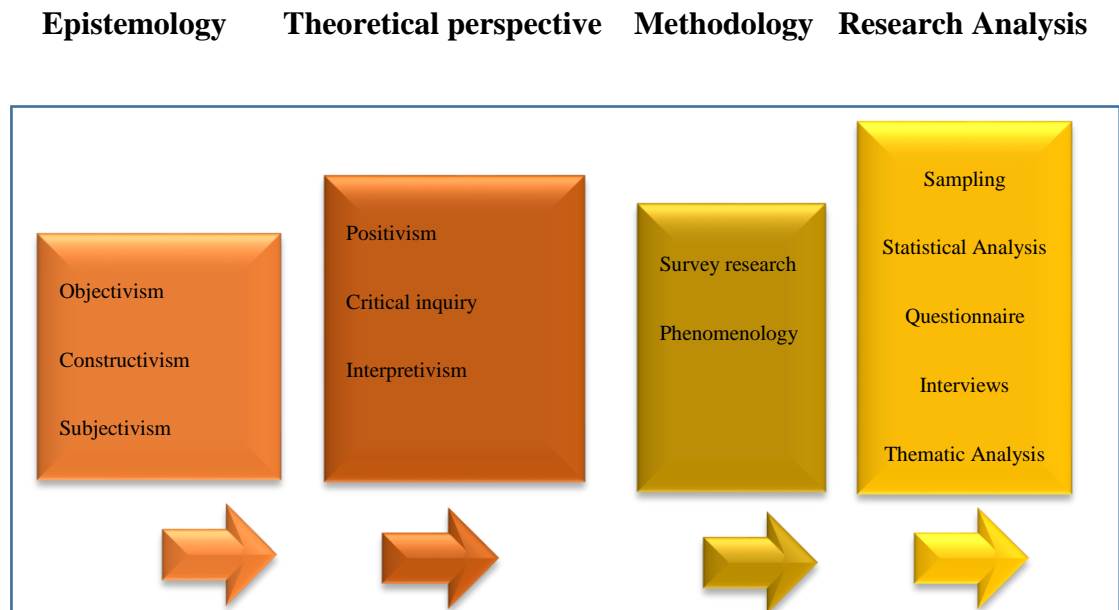 Epistemology Theoretical perspective Methodology Research Analysis
Objectivism
Constructivism
Subjectivism
Positivism
Critical inquiry
Interpretivism
Survey research
Phenomenology
Sampling
Statistical Analysis
Questionnaire
Interviews
Thematic Analysis